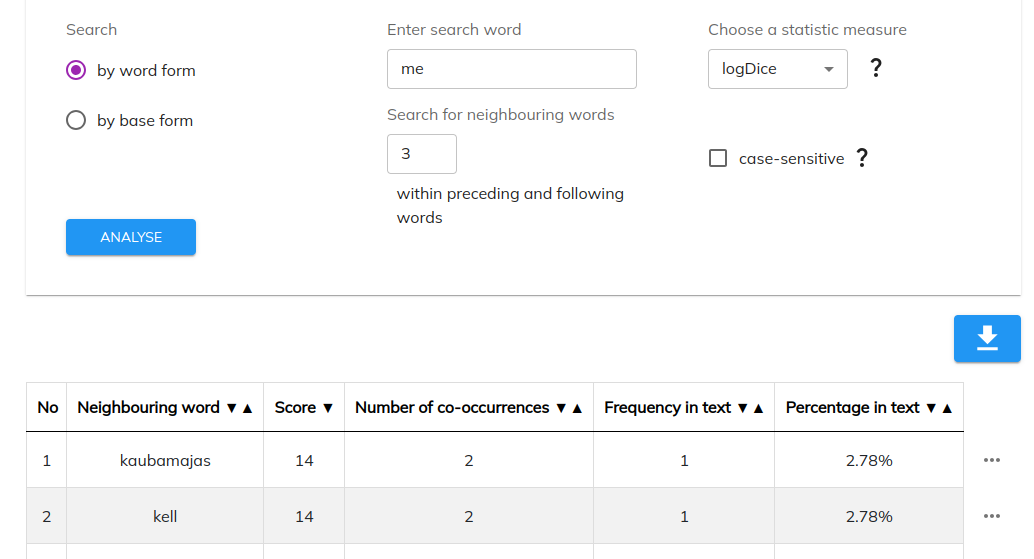 Search
by word form
by base form
ANALYSE
Enter search word
me
Search for neighbouring words
3
within preceding and following
words
Choose a statistic measure
logDice ?
case-sensitive ?
No Neighbouring word ▼▲ Score ▼ Number of co-occurrences ▼▲ Frequency in text ▼▲ Percentage in text ▼▲
1 kaubamajas 14 2 1 2.78% •••
2 kell 14 2 1 2.78% •••